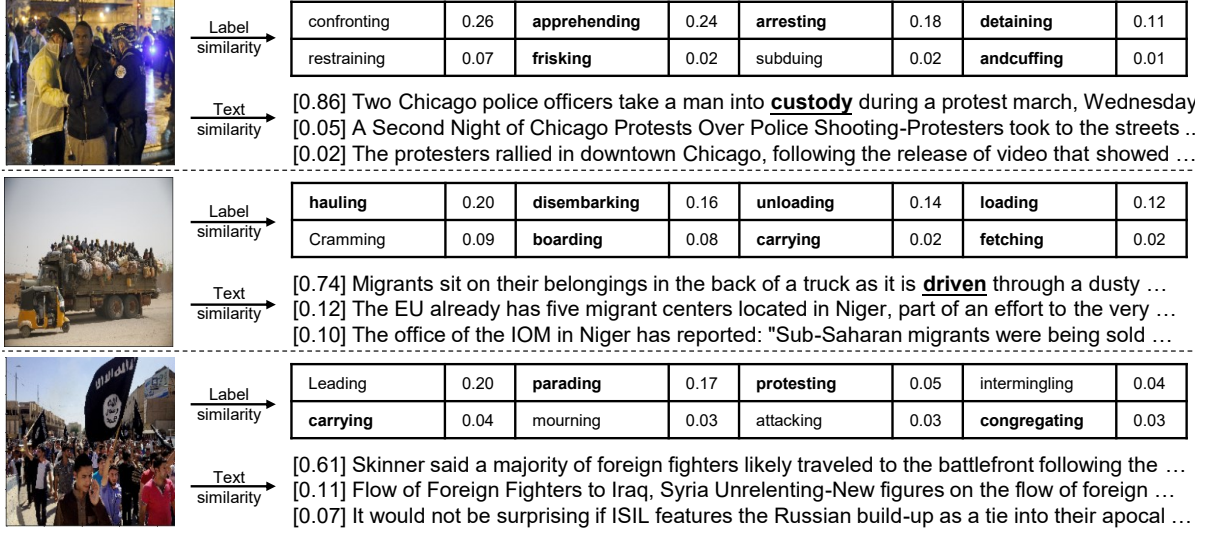 Label similarity
confronting 0.26 apprehending 0.24 arresting 0.18 detaining 0.11
restraining 0.07 frisking 0.02 subduing 0.02 andcuffing 0.01
Text similarity
[0.86] Two Chicago police officers take a man into custody during a protest march, Wednesday
[0.05] A Second Night of Chicago Protests Over Police Shooting-Protesters took to the streets ..
[0.02] The protesters rallied in downtown Chicago, following the release of video that showed …
Label similarity
hauling 0.20 disembarking 0.16 unloading 0.14 loading 0.12
Cramming 0.09 boarding 0.08 carrying 0.02 fetching 0.02
Text similarity
[0.74] Migrants sit on their belongings in the back of a truck as it is driven through a dusty …
[0.12] The EU already has five migrant centers located in Niger, part of an effort to the very …
[0.10] The office of the IOM in Niger has reported: "Sub-Saharan migrants were being sold …
Label similarity
Leading 0.20 parading 0.17 protesting 0.05 intermingling 0.04
carrying 0.04 mourning 0.03 attacking 0.03 congregating 0.03
Text similarity
[0.61] Skinner said a majority of foreign fighters likely traveled to the battlefront following the …
[0.11] Flow of Foreign Fighters to Iraq, Syria Unrelenting-New figures on the flow of foreign …
[0.07] It would not be surprising if ISIL features the Russian build-up as a tie into their apocal …